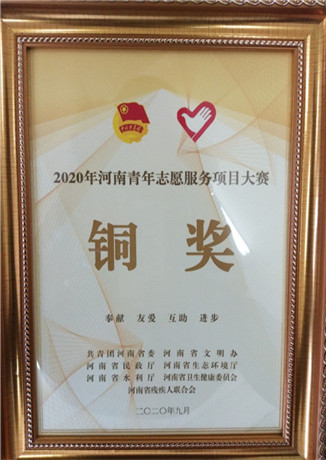 2020年河南青年志愿服务项目大赛
铜奖
奉献 友爱 互助 进步
共青团河南省委 河南省文明办
河南省民政厅 河南省生态环境厅
河南省水利厅 河南省卫生健康委员会
河南省残疾人联合会
二〇二〇年九月